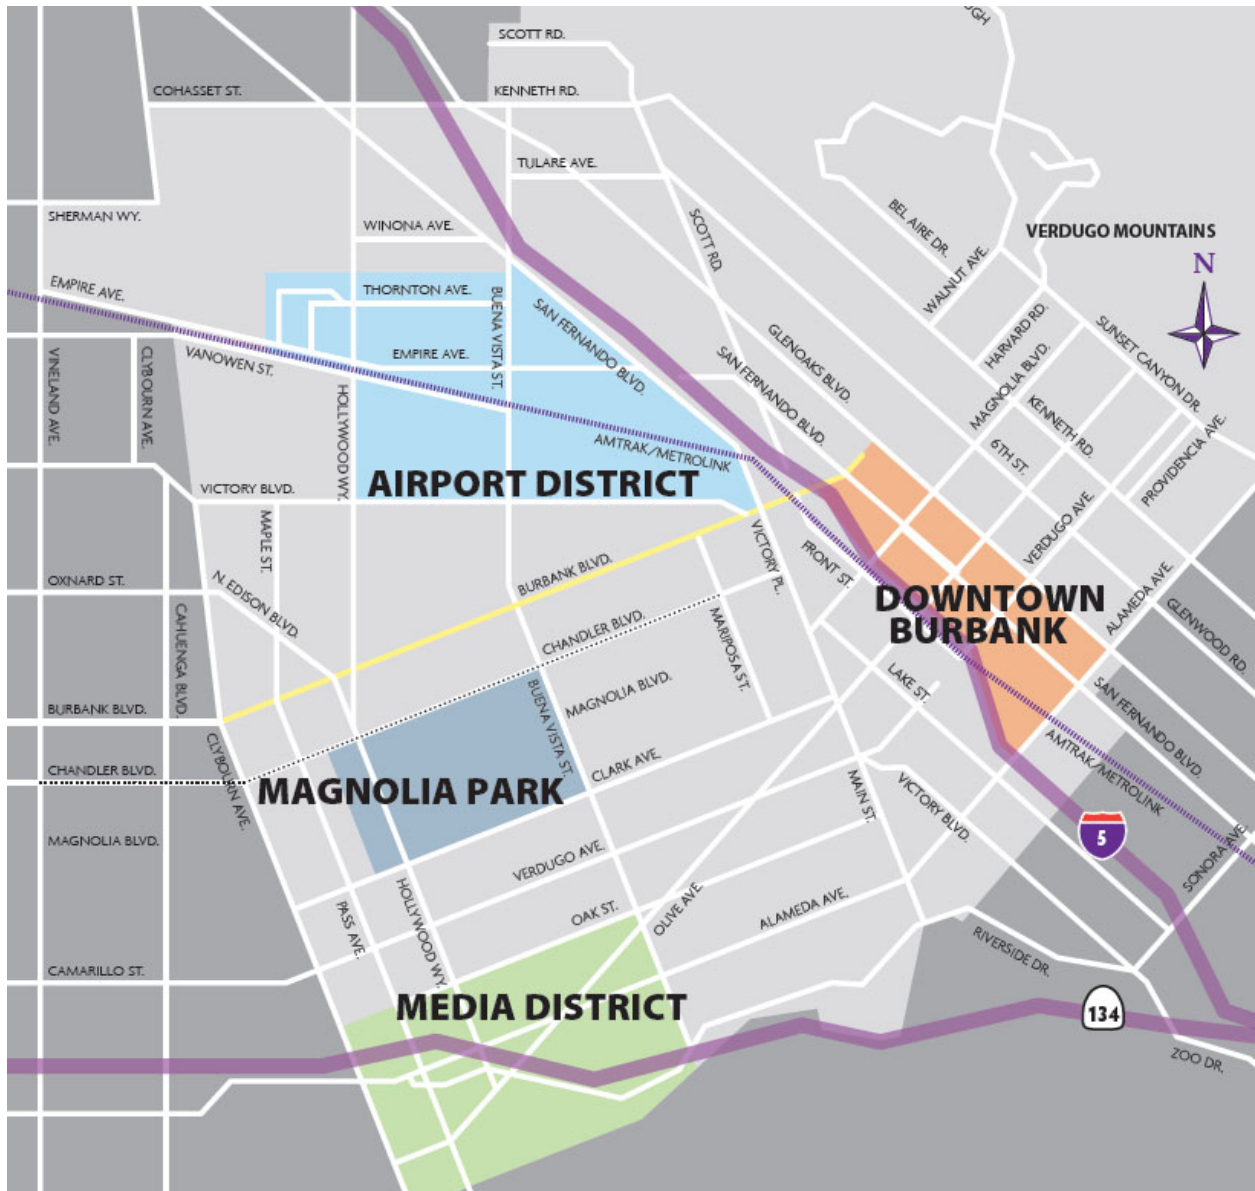 UGH
SCOTT RD.
COHASSET ST.
KENNETH RD.
TULARE AVE.
SHERMAN WY.
WINONA AVE.
SCOTT RD.
BEL AIRE DR.
WALNUT AVE.
VERDUGO MOUNTAINS
N
EMPIRE AVE.
THORNTON AVE.
BUENA VISTA ST.
SAN FERNANDO BLVD.
HARVARD RD.
SUNSET CANYON DR.
GLENOAKS BLVD.
SAN FERNANDO BLVD.
MAGNOLIA BLVD.
VINELAND AVE.
CLYBOURN AVE.
VANOWEN ST.
EMPIRE AVE.
HOLLYWOOD WY.
AMTRAK/METROLINK
KENNETH RD.
6TH ST.
PROVIDENCIA AVE.
VICTORY BLVD.
AIRPORT DISTRICT
VERDUGO AVE.
MAPLE ST.
VICTORY PL.
FRONT ST.
OXNARD ST.
N. EDISON BLVD.
BURBANK BLVD.
DOWNTOWN
BURBANK
ALAMEDA AVE.
GLENWOOD RD.
CAHUENGA BLVD.
CHANDLER BLVD.
MARIPOSA ST.
LAKE ST.
BURBANK BLVD.
BUENA VISTA ST.
MAGNOLIA BLVD.
SAN FERNANDO BLVD.
CLYBOURN AVE.
CHANDLER BLVD.
MAGNOLIA PARK
CLARK AVE.
MAIN ST.
VICTORY BLVD.
AMTRAK/METROLINK
5
MAGNOLIA BLVD.
VERDUGO AVE.
SONORA AVE.
PASS AVE.
HOLLYWOOD WY.
OAK ST.
OLIVE AVE.
ALAMEDA AVE.
RIVERSIDE DR.
CAMARILLO ST.
MEDIA DISTRICT
134
ZOO DR.